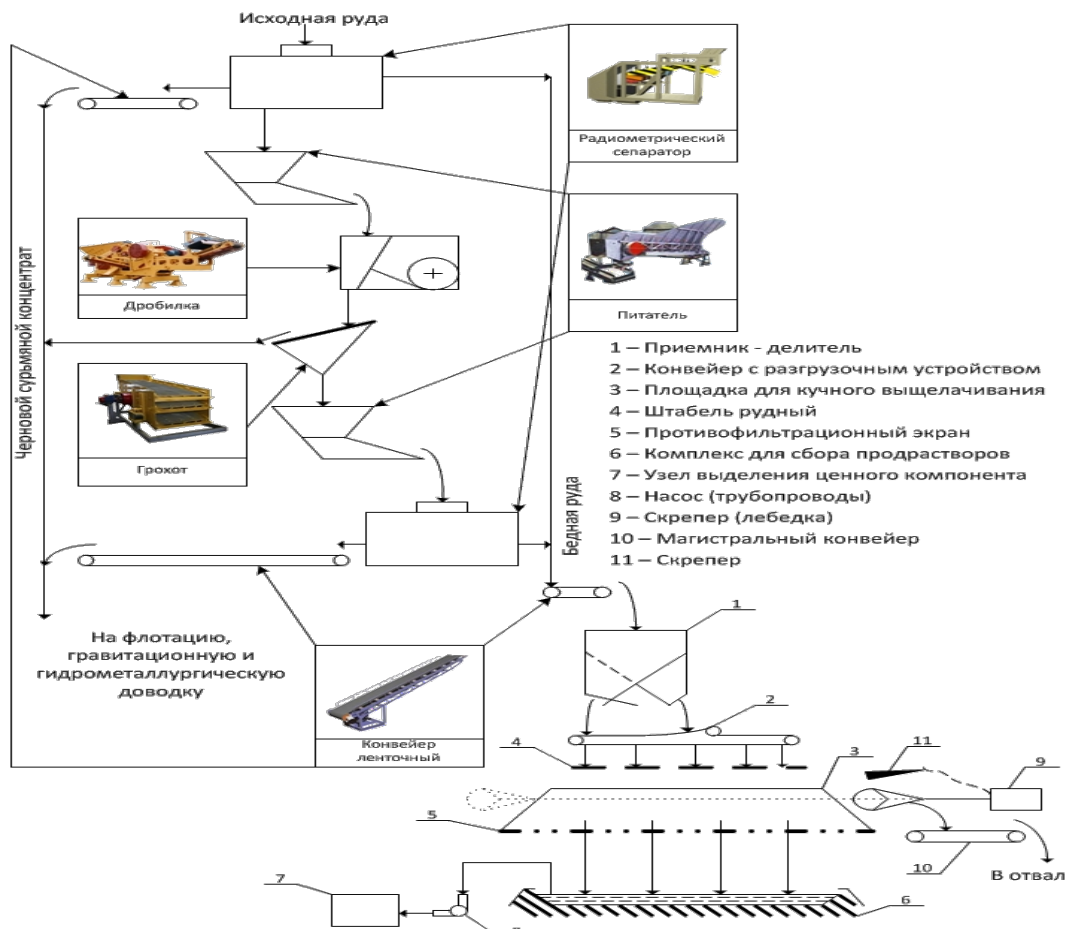 Исходная руда
Радиометрический
сепаратор
Питатель
Дробилка
Грохот
Черновой сурьмяной концентрат
Бедная руда
1 – Приемник - делитель
2 – Конвейер с разгрузочным устройством
3 – Площадка для кучного выщелачивания
4 – Штабель рудный
5 – Противофильтрационный экран
6 – Комплекс для сбора продрастворов
7 – Узел выделения ценного компонента
8 – Насос (трубопроводы)
9 – Скрепер (лебедка)
10 – Магистральный конвейер
11 – Скрепер
На флотацию,
гравитационную и
гидрометаллургическую
доводку
Конвейер
ленточный
1
2
4
3
11
9
5
10
В отвал
7
6